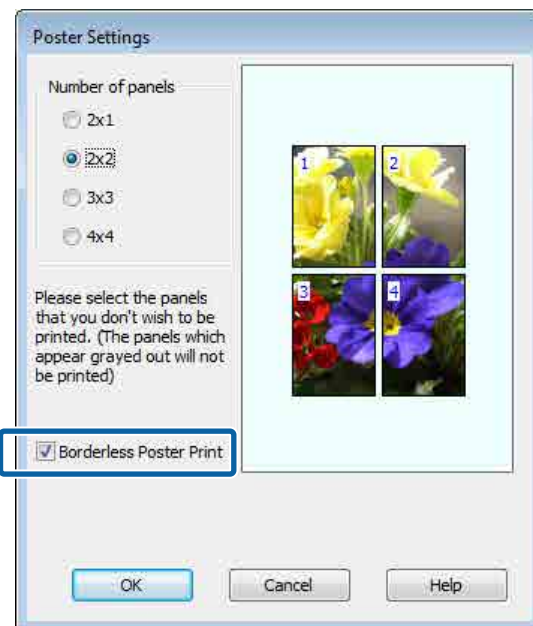 Poster Settings
Number of panels
2x1
2x2
3x3
4x4
Please select the panels
that you don't wish to be
printed. (The panels which
appear grayed out will not
be printed)
Borderless Poster Print
1
2
3
4
OK
Cancel
Help